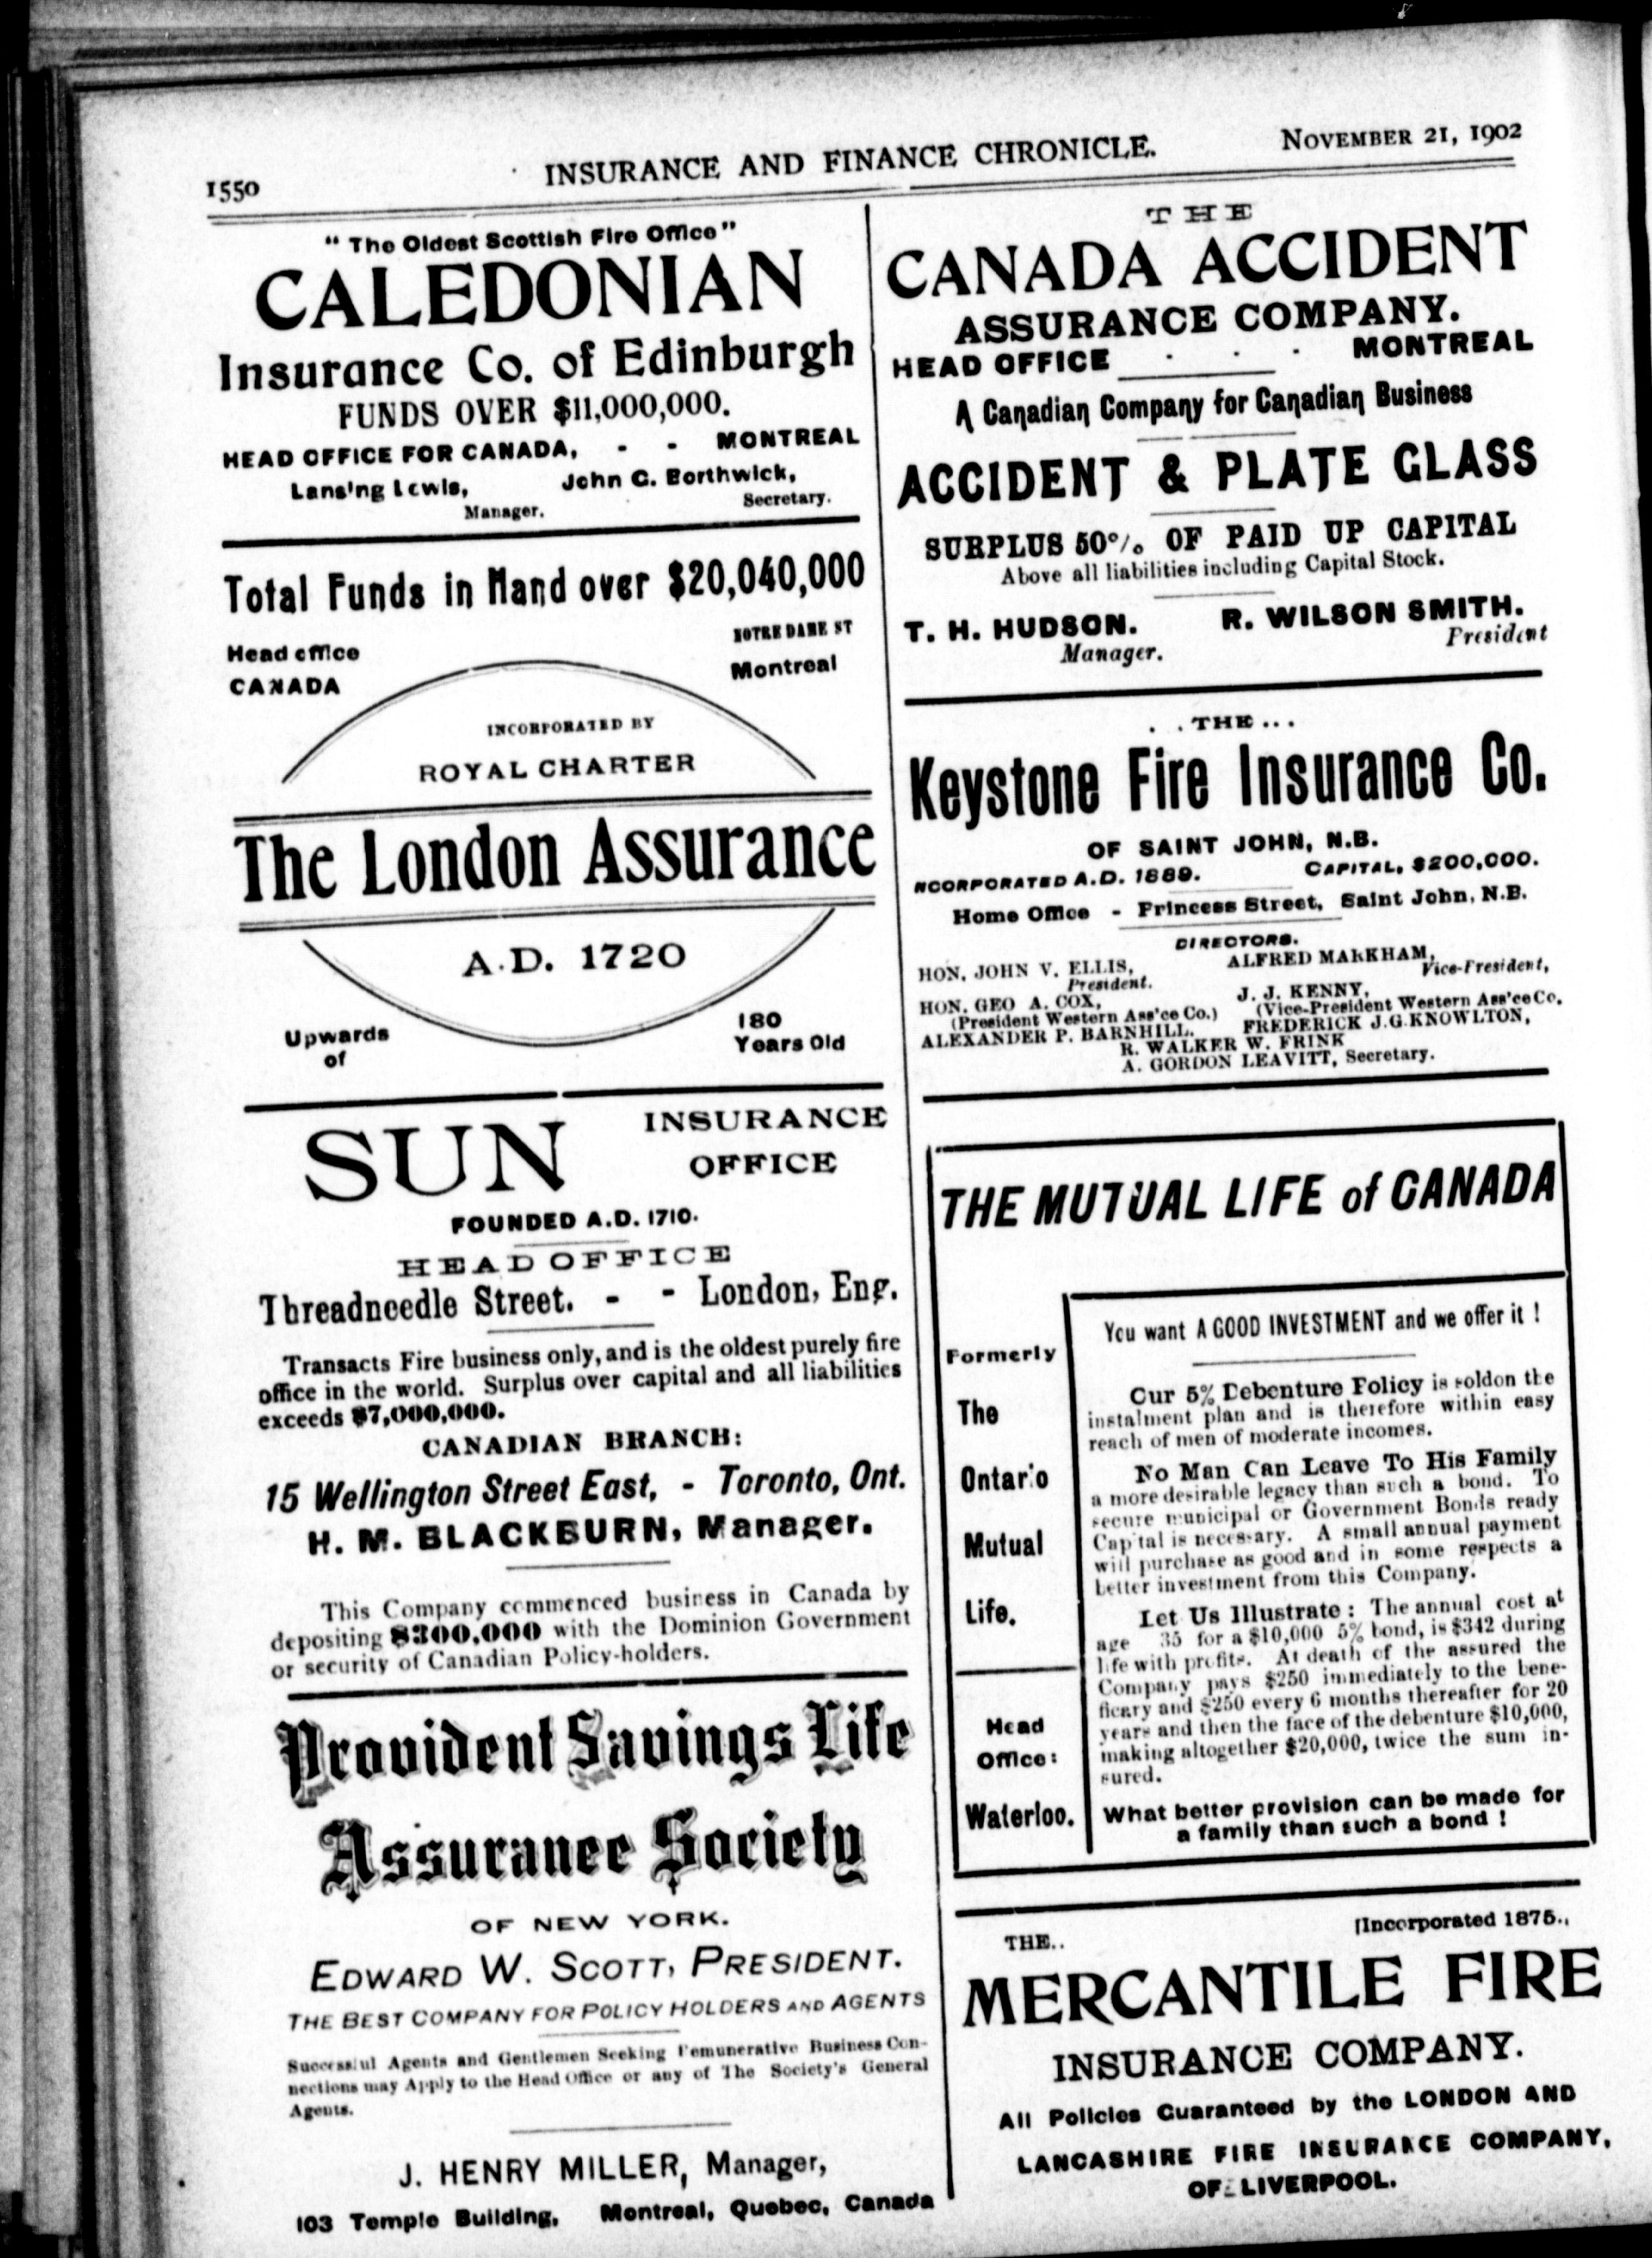 1550
INSURANCE AND FINANCE CHRONICLE.
NOVEMBER 21, 1902
"The Oldest Scottish Fire Office"
CALEDONIAN
Insurance Co. of Edinburgh
FUNDS OVER $11,000,000.
HEAD OFFICE FOR CANADA, - - MONTREAL
Lansing Lewis, John G. Borthwick,
Manager. Secretary.
Total Funds in Hand over $20,040,000
Head office NOTRE DAME ST
CANADA Montreal
INCORPORATED BY
ROYAL CHARTER
The London Assurance
A.D. 1720
Upwards 180
of Years Old
SUN INSURANCE
OFFICE
FOUNDED A.D. 1710.
HEAD OFFICE
Threadneedle Street. - - London, Eng.
Transacts Fire business only, and is the oldest purely fire
office in the world. Surplus over capital and all liabilities
exceeds $7,000,000.
CANADIAN BRANCH:
15 Wellington Street East, - Toronto, Ont.
H. M. BLACKBURN, Manager.
This Company commenced business in Canada by
depositing $300,000 with the Dominion Government
or security of Canadian Policy-holders.
Provident Savings Life
Assurance Society
OF NEW YORK.
EDWARD W. SCOTT, PRESIDENT.
THE BEST COMPANY FOR POLICY HOLDERS AND AGENTS
Successful Agents and Gentlemen Seeking Remunerative Business Con-
nections may Apply to the Head Office or any of The Society's General
Agents.
J. HENRY MILLER, Manager,
103 Temple Building, Montreal, Quebec, Canada
THE
CANADA ACCIDENT
ASSURANCE COMPANY.
HEAD OFFICE . . . MONTREAL
A Canadian Company for Canadian Business
ACCIDENT & PLATE GLASS
SURPLUS 50% OF PAID UP CAPITAL
Above all liabilities including Capital Stock.
T. H. HUDSON. R. WILSON SMITH.
Manager. President
. . THE ...
Keystone Fire Insurance Co.
OF SAINT JOHN, N.B.
NCORPORATED A.D. 1889. CAPITAL, $200,000.
Home Office - Princess Street, Saint John, N.B.
DIRECTORS.
HON. JOHN V. ELLIS, ALFRED MARKHAM,
President. Vice-President,
HON. GEO A. COX, J. J. KENNY,
(President Western Ass'ce Co.) (Vice-President Western Ass'ce Co.
ALEXANDER P. BARNHILL. FREDERICK J.G.KNOWLTON,
R. WALKER W. FRINK
A. GORDON LEAVITT, Secretary.
THE MUTUAL LIFE of CANADA
Formerly
The
Ontario
Mutual
Life.
Head
Office:
Waterloo.
You want A GOOD INVESTMENT and we offer it !
Our 5% Debenture Policy is soldon the
instalment plan and is therefore within easy
reach of men of moderate incomes.
No Man Can Leave To His Family
a more desirable legacy than such a bond. To
secure municipal or Government Bonds ready
Capital is necessary. A small annual payment
will purchase as good and in some respects a
better investment from this Company.
Let Us Illustrate : The annual cost at
age 35 for a $10,000 5% bond, is $342 during
life with profits. At death of the assured the
Company pays $250 immediately to the bene-
ficary and $250 every 6 months thereafter for 20
years and then the face of the debenture $10,000,
making altogether $20,000, twice the sum in-
sured.
What better provision can be made for
a family than such a bond !
THE.. [Incorporated 1875.,
MERCANTILE FIRE
INSURANCE COMPANY.
All Policies Guaranteed by the LONDON AND
LANCASHIRE FIRE INSURANCE COMPANY,
OF LIVERPOOL.